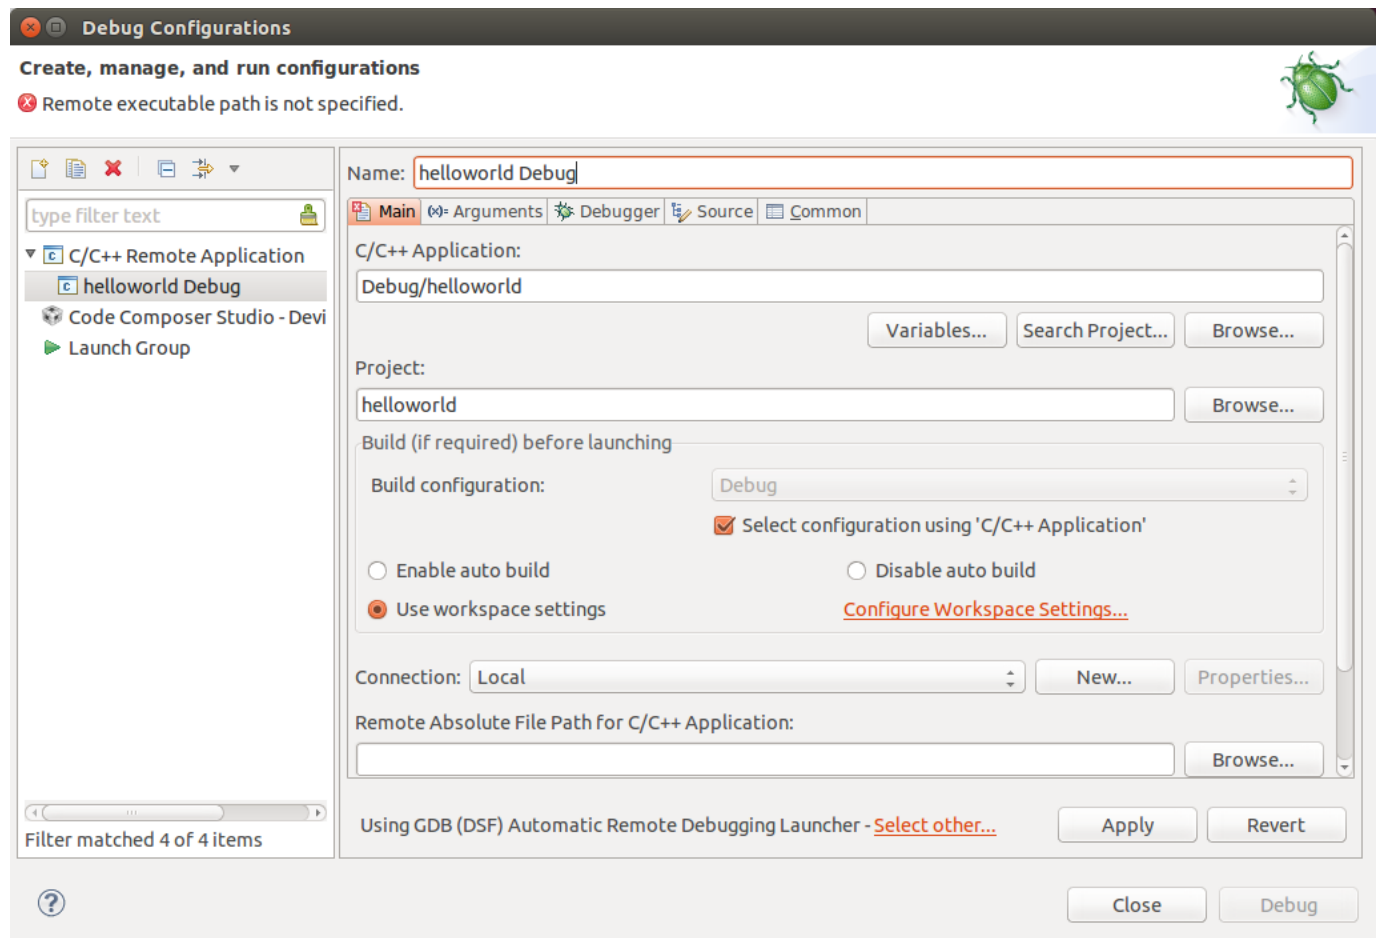 Debug Configurations
Create, manage, and run configurations
Remote executable path is not specified.
type filter text
C/C++ Remote Application
helloworld Debug
Code Composer Studio - Devi
Launch Group
Filter matched 4 of 4 items
Name: helloworld Debug
Main (x)= Arguments Debugger Source Common
C/C++ Application:
Debug/helloworld
Variables... Search Project... Browse...
Project:
helloworld Browse...
Build (if required) before launching
Build configuration: Debug
Select configuration using 'C/C++ Application'
Enable auto build Disable auto build
Use workspace settings Configure Workspace Settings...
Connection: Local New... Properties...
Remote Absolute File Path for C/C++ Application:
Browse...
Using GDB (DSF) Automatic Remote Debugging Launcher - Select other... Apply Revert
Close Debug